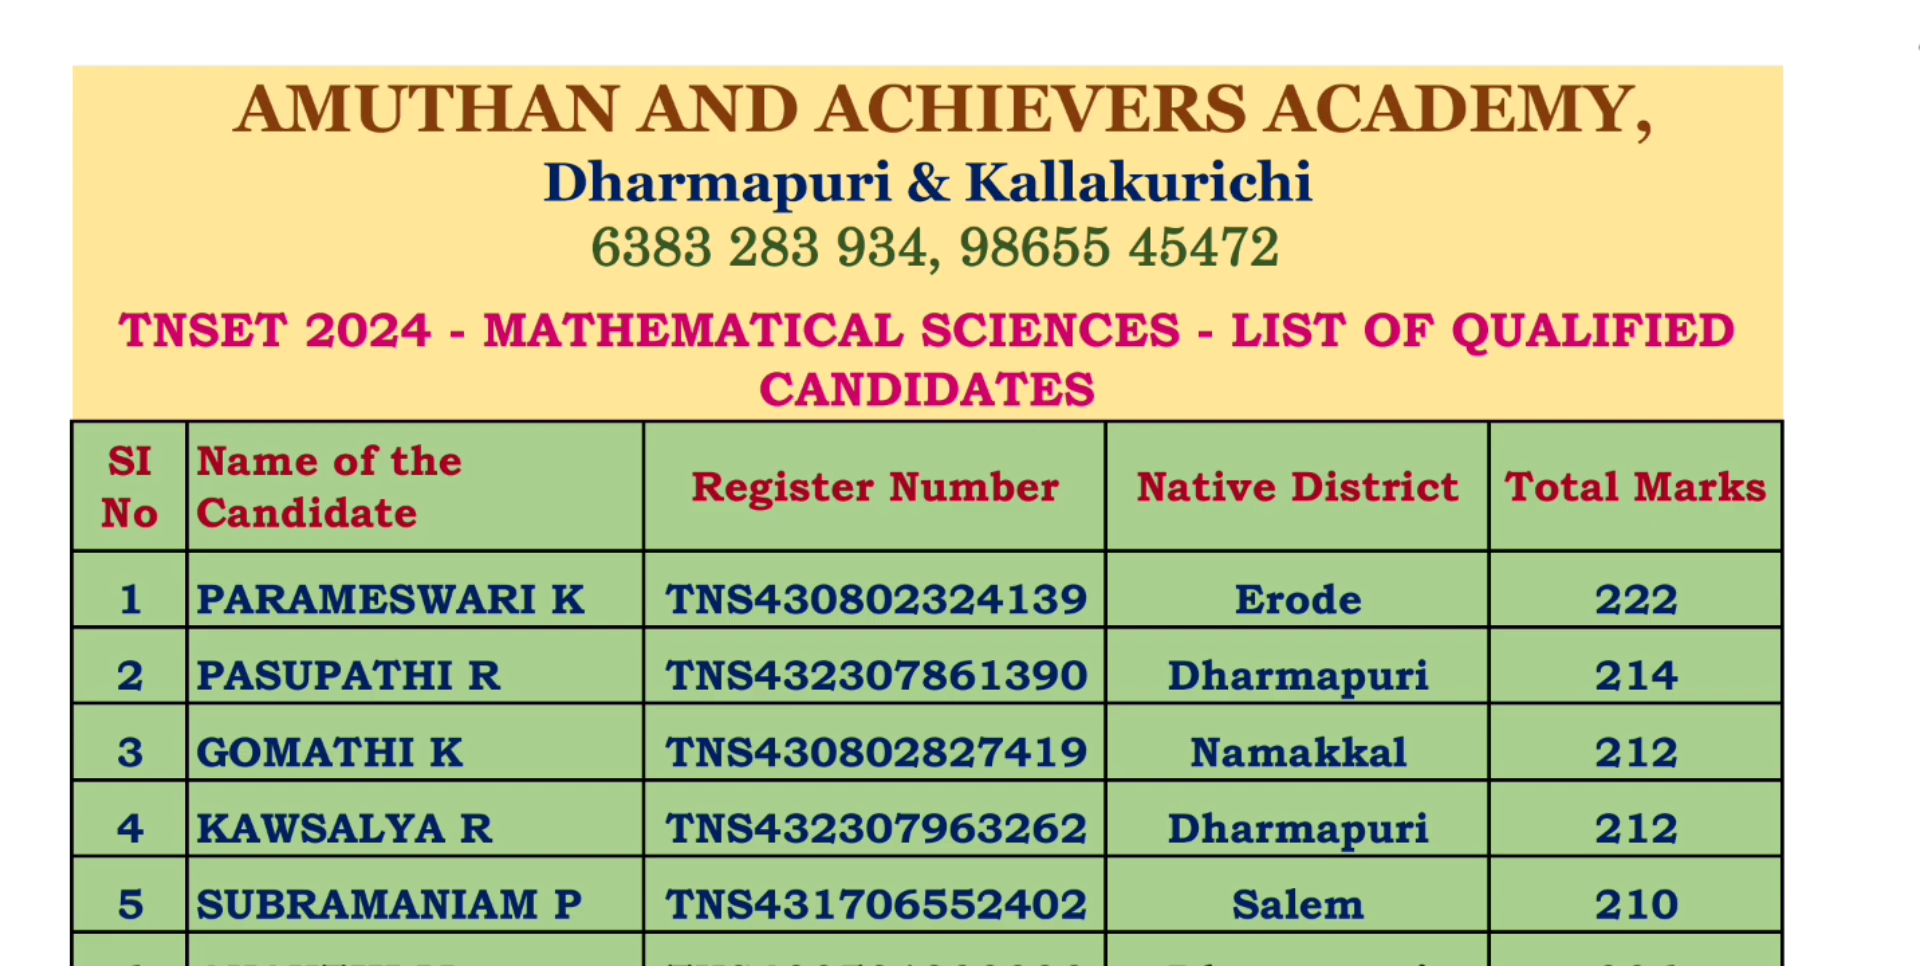 AMUTHAN AND ACHIEVERS ACADEMY,
Dharmapuri & Kallakurichi
6383 283 934, 98655 45472
TNSET 2024 - MATHEMATICAL SCIENCES - LIST OF QUALIFIED
CANDIDATES
SI No Name of the Candidate Register Number Native District Total Marks
1 PARAMESWARI K TNS430802324139 Erode 222
2 PASUPATHI R TNS432307861390 Dharmapuri 214
3 GOMATHI K TNS430802827419 Namakkal 212
4 KAWSALYA R TNS432307963262 Dharmapuri 212
5 SUBRAMANIAM P TNS431706552402 Salem 210